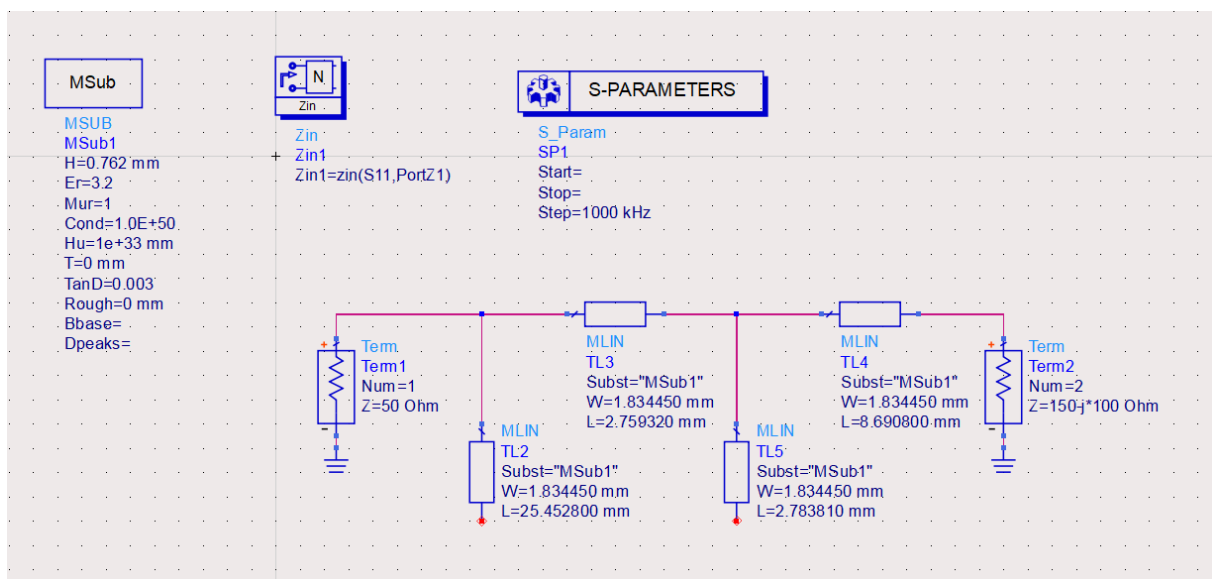 MSub
MSUB
MSub1
H=0.762 mm
Er=3.2
Mur=1
Cond=1.0E+50
Hu=1e+33 mm
T=0 mm
TanD=0.003
Rough=0 mm
Bbase=
Dpeaks=
N
Zin
Zin
Zin1
Zin1=zin(S11,PortZ1)
S-PARAMETERS
S_Param
SP1
Start=
Stop=
Step=1000 kHz
+
Term
Term1
Num=1
Z=50 Ohm
-
MLIN
TL2
Subst="MSub1"
W=1.834450 mm
L=25.452800 mm
MLIN
TL3
Subst="MSub1"
W=1.834450 mm
L=2.759320 mm
MLIN
TL5
Subst="MSub1"
W=1.834450 mm
L=2.783810 mm
MLIN
TL4
Subst="MSub1"
W=1.834450 mm
L=8.690800 mm
+
Term
Term2
Num=2
Z=150-j*100 Ohm
-